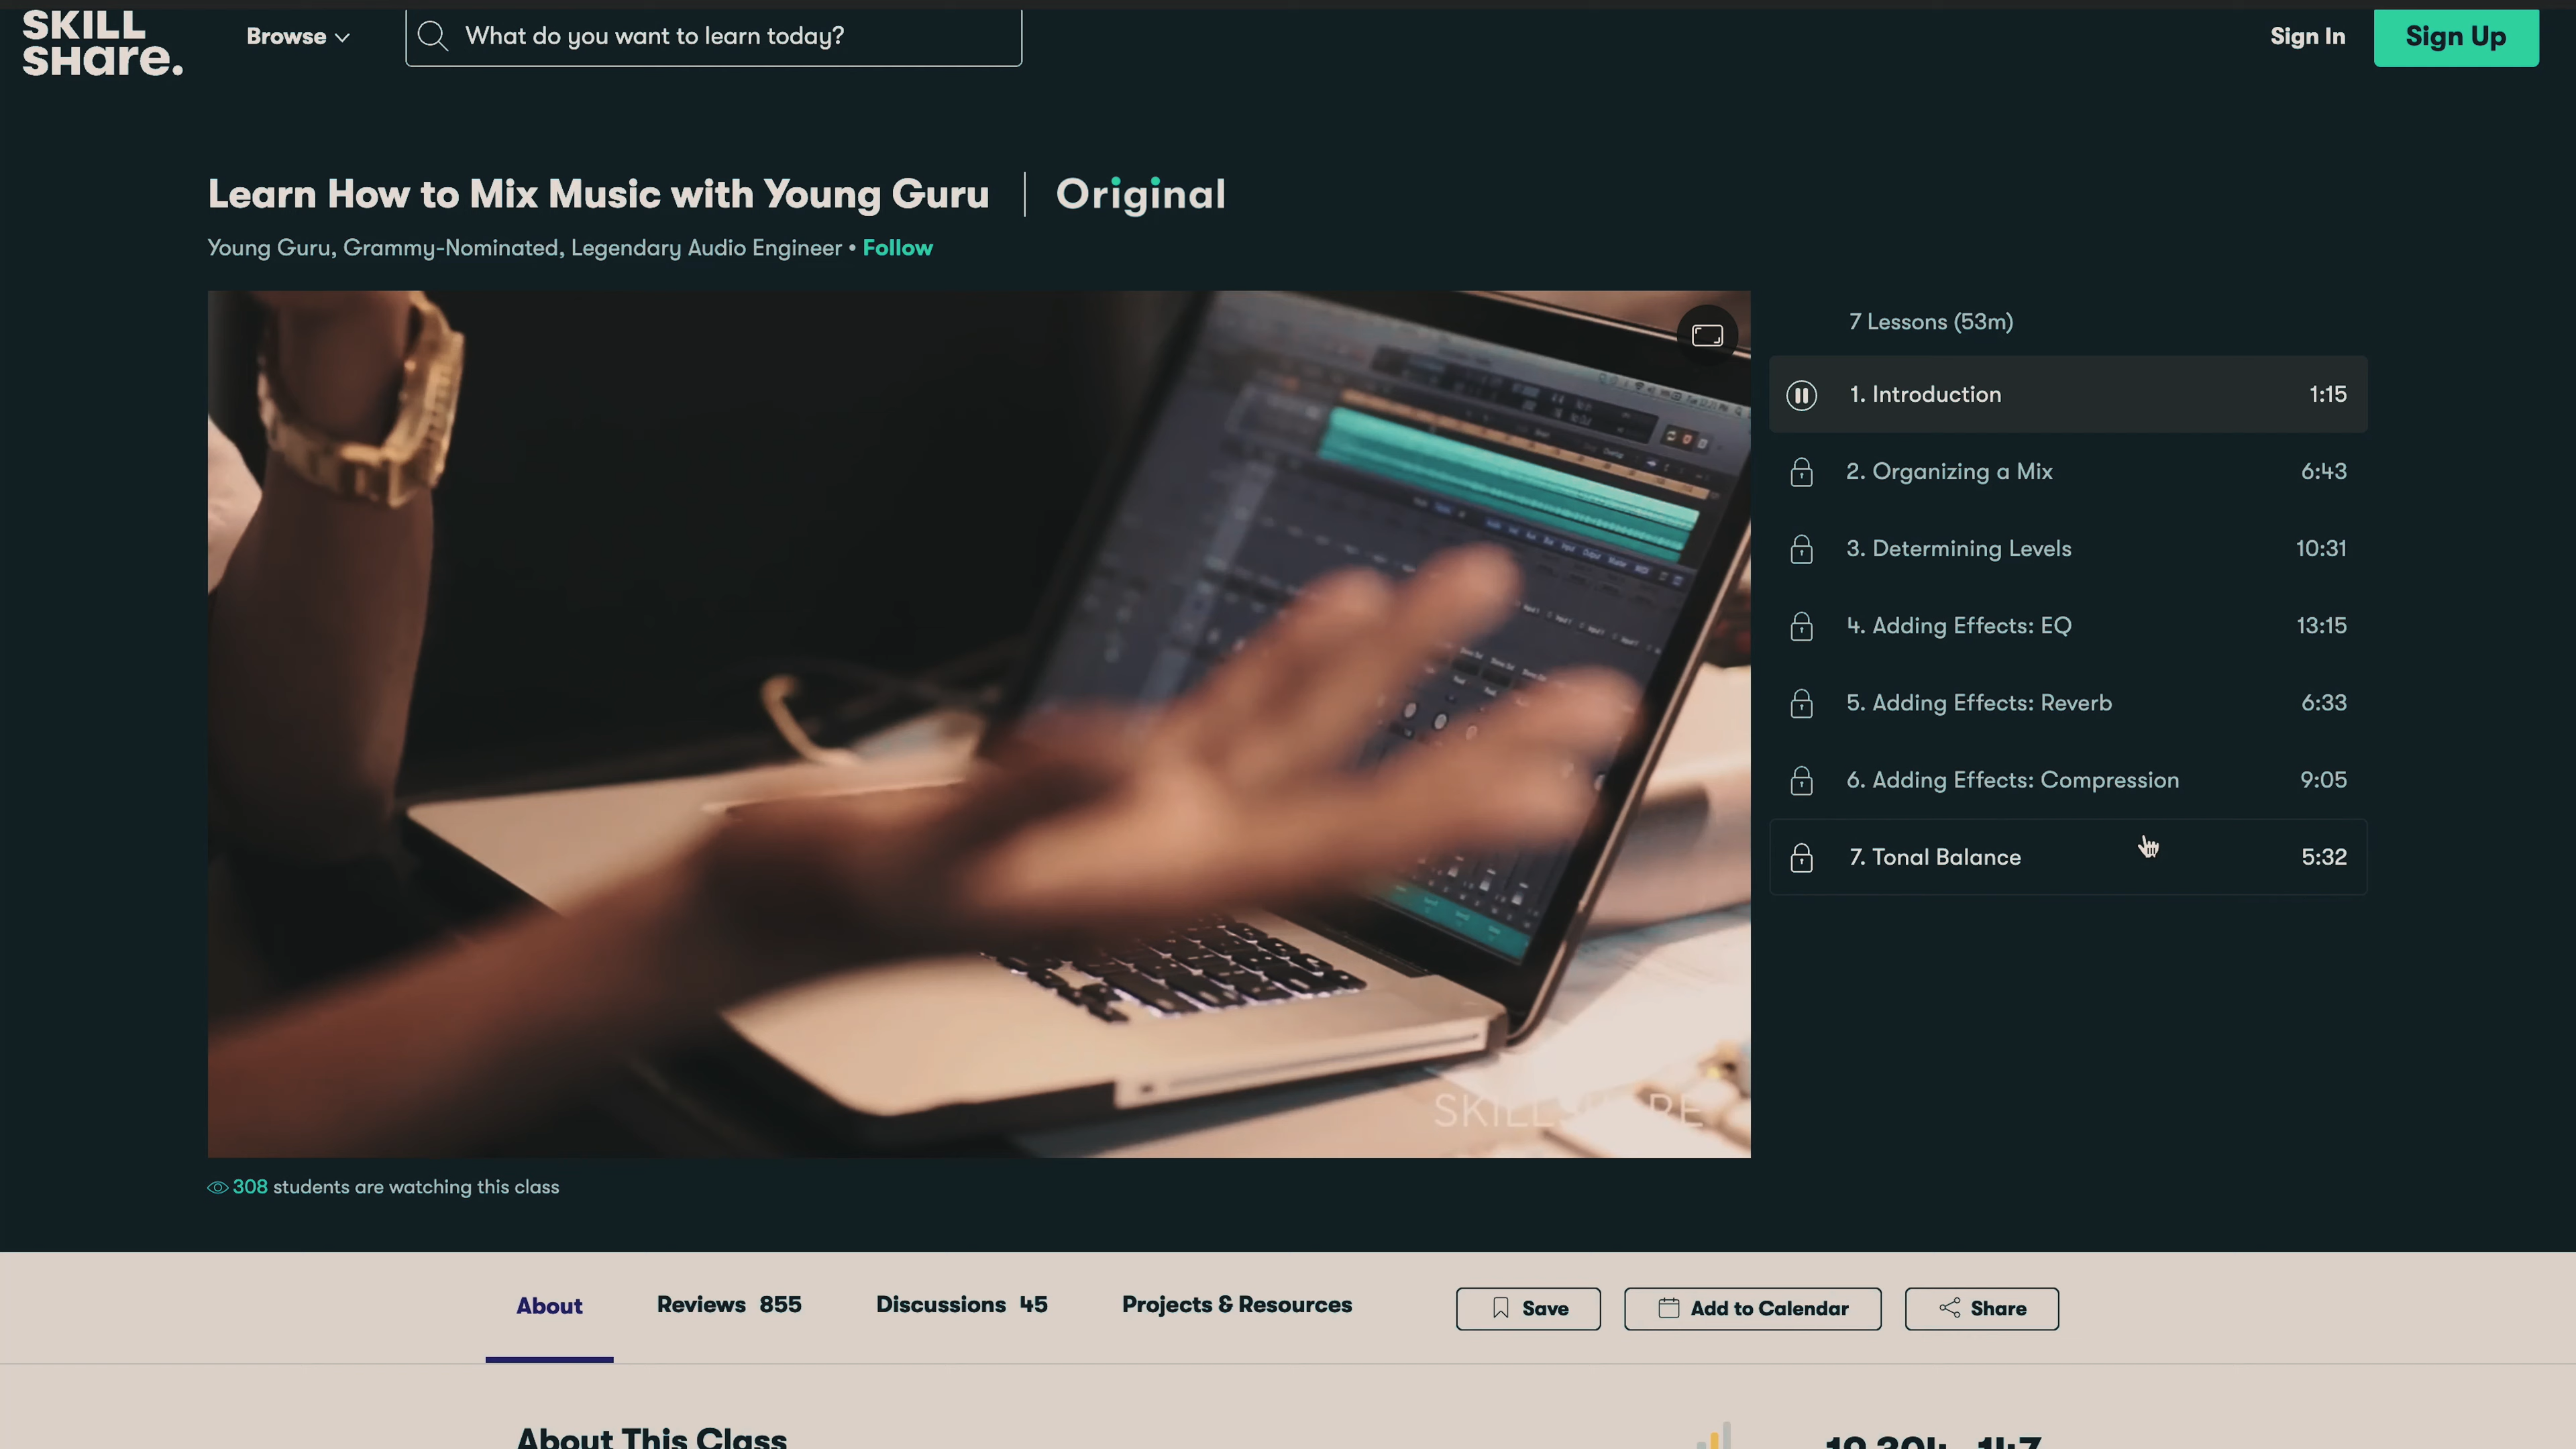 SKILL
SHare.
Browse
What do you want to learn today?
Sign In
Sign Up
Learn How to Mix Music with Young Guru
Original
Young Guru, Grammy-Nominated, Legendary Audio Engineer • Follow
7 Lessons (53m)
1. Introduction 1:15
2. Organizing a Mix 6:43
3. Determining Levels 10:31
4. Adding Effects: EQ 13:15
5. Adding Effects: Reverb 6:33
6. Adding Effects: Compression 9:05
7. Tonal Balance 5:32
SKILLSHARE
308 students are watching this class
About
Reviews 855
Discussions 45
Projects & Resources
Save
Add to Calendar
Share
About This Class